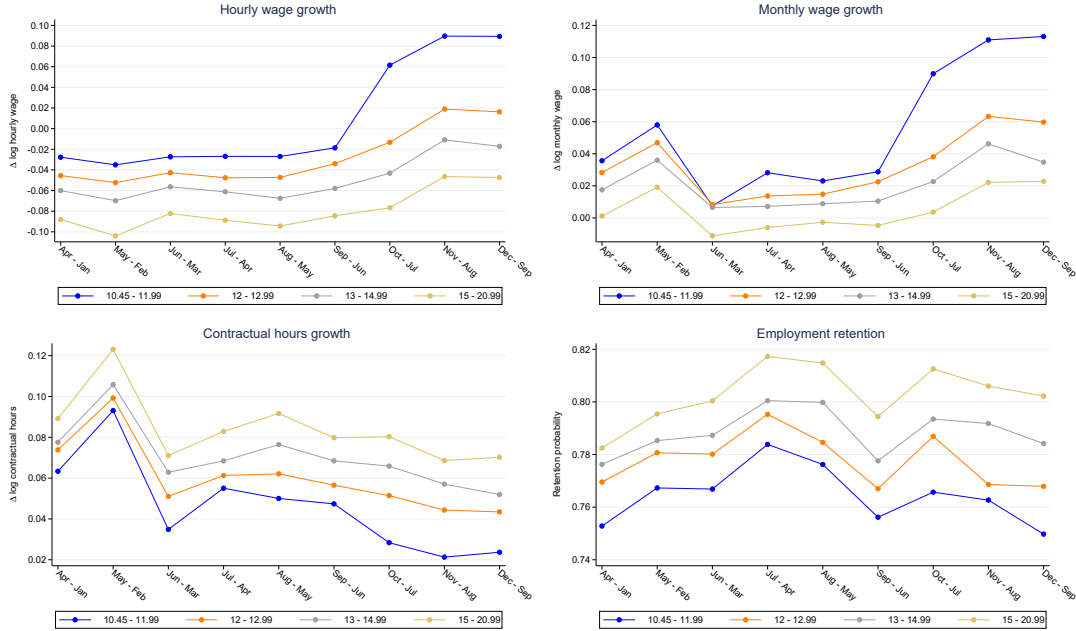 Hourly wage growth
Δ log hourly wage
0.10
0.08
0.06
0.04
0.02
0.00
-0.02
-0.04
-0.06
-0.08
-0.10
Apr - Jan
May - Feb
Jun - Mar
Jul - Apr
Aug - May
Sep - Jun
Oct - Jul
Nov - Aug
Dec - Sep
10.45 - 11.99
12 - 12.99
13 - 14.99
15 - 20.99
Monthly wage growth
Δ log monthly wage
0.12
0.10
0.08
0.06
0.04
0.02
0.00
Apr - Jan
May - Feb
Jun - Mar
Jul - Apr
Aug - May
Sep - Jun
Oct - Jul
Nov - Aug
Dec - Sep
10.45 - 11.99
12 - 12.99
13 - 14.99
15 - 20.99
Contractual hours growth
Δ log contractual hours
0.12
0.10
0.08
0.06
0.04
0.02
Apr - Jan
May - Feb
Jun - Mar
Jul - Apr
Aug - May
Sep - Jun
Oct - Jul
Nov - Aug
Dec - Sep
10.45 - 11.99
12 - 12.99
13 - 14.99
15 - 20.99
Employment retention
Retention probability
0.82
0.80
0.78
0.76
0.74
Apr - Jan
May - Feb
Jun - Mar
Jul - Apr
Aug - May
Sep - Jun
Oct - Jul
Nov - Aug
Dec - Sep
10.45 - 11.99
12 - 12.99
13 - 14.99
15 - 20.99